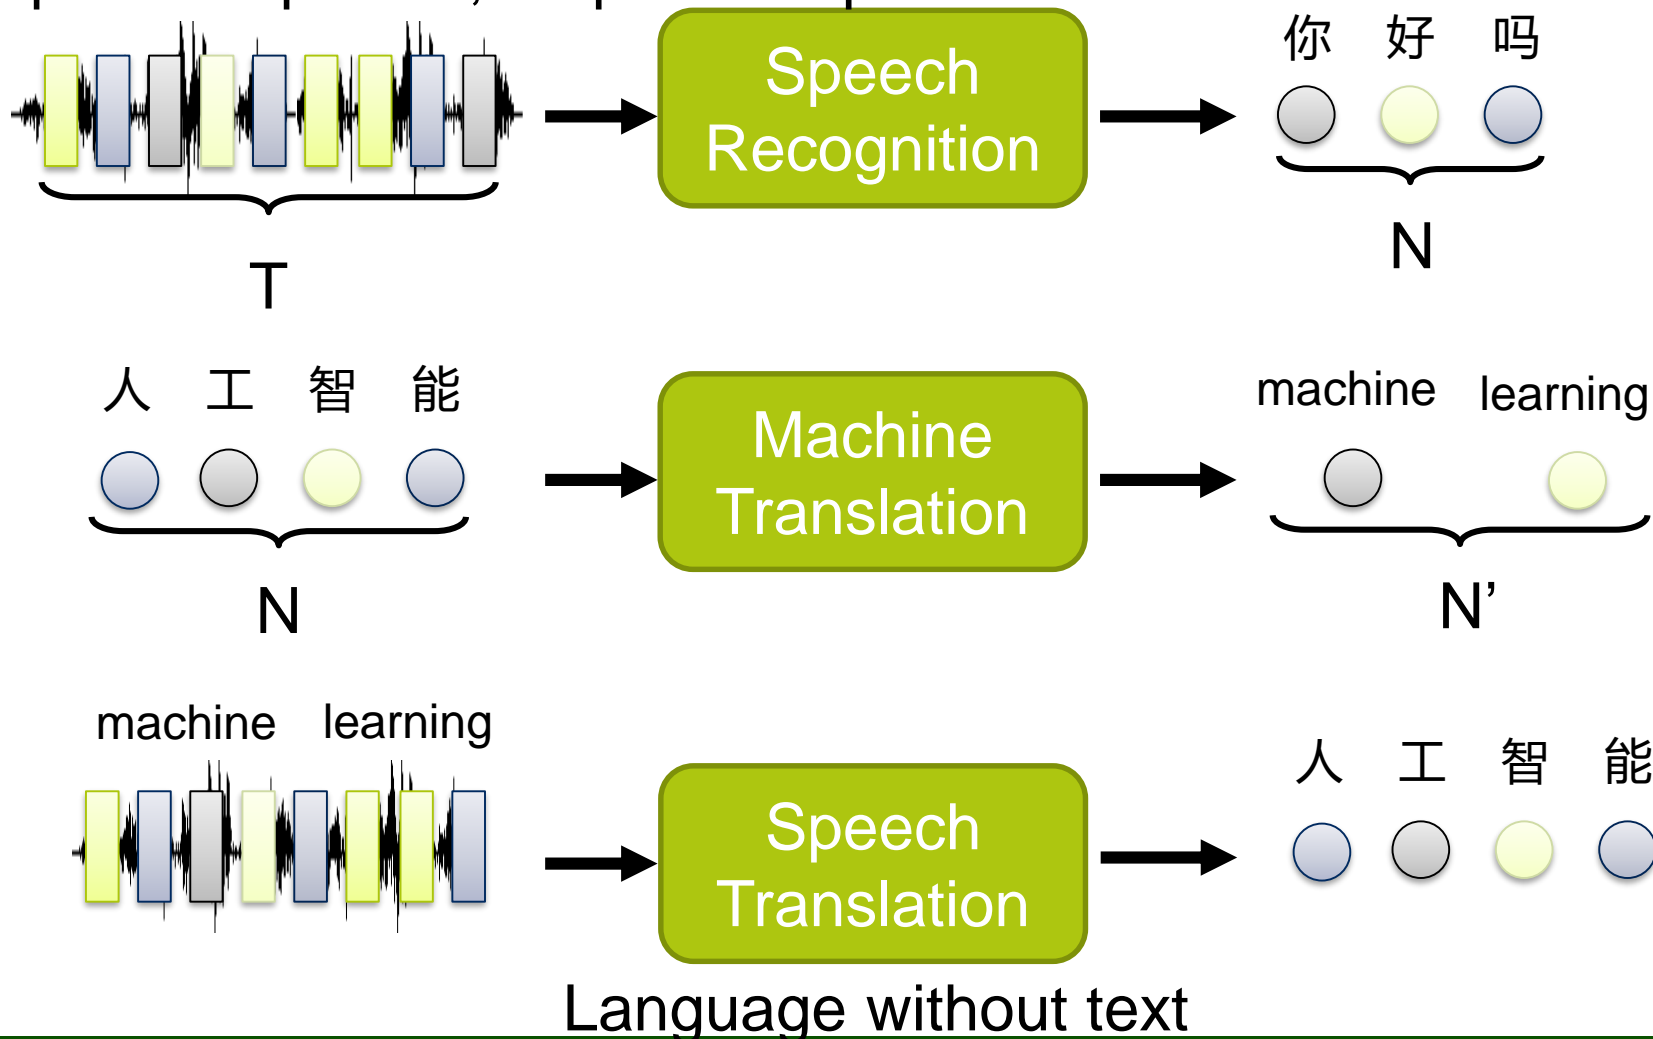 Speech
Recognition
你 好 吗
T
N
人 工 智 能
Machine
Translation
machine learning
N
N’
machine learning
Speech
Translation
人 工 智 能
Language without text